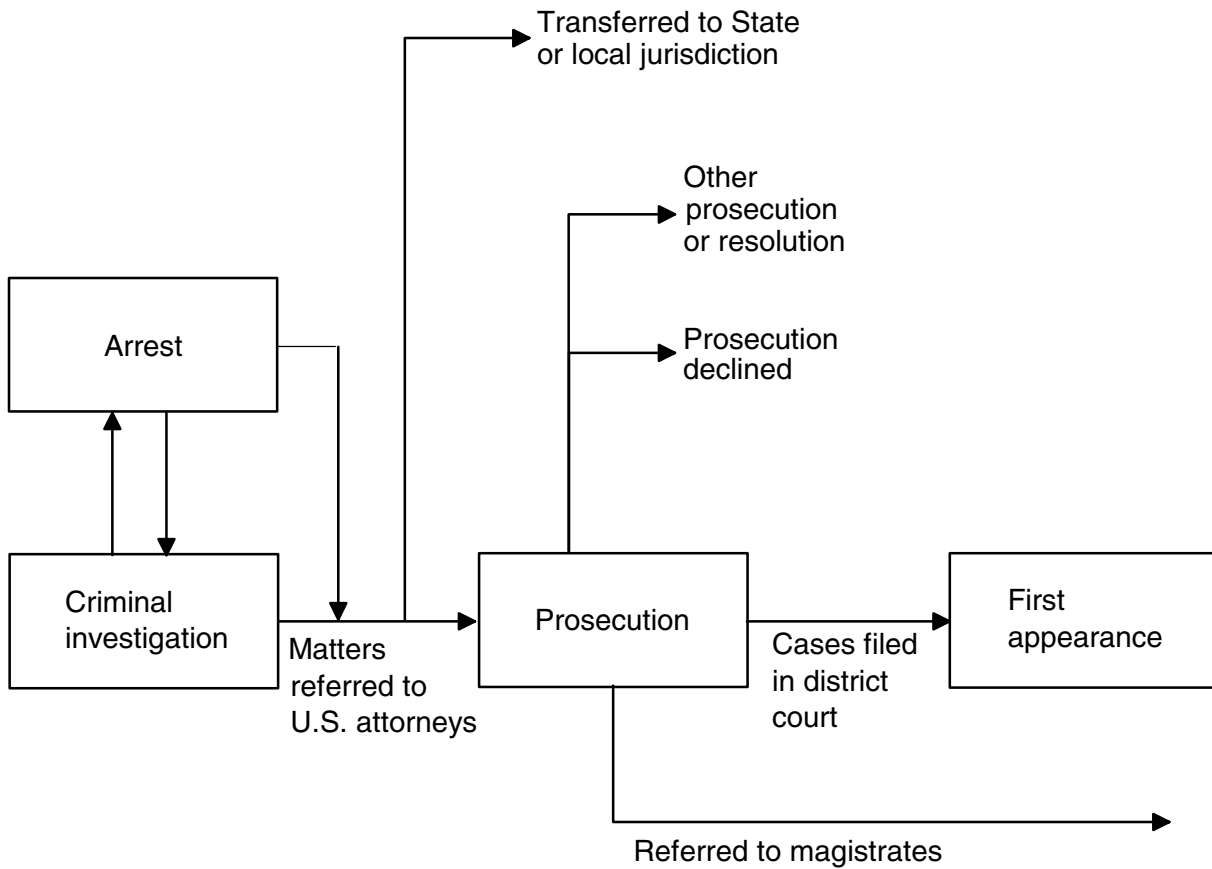 Transferred to State
or local jurisdiction
Other
prosecution
or resolution
Prosecution
declined
Arrest
Criminal
investigation
Matters
referred to
U.S. attorneys
Prosecution
Cases filed
in district
court
First
appearance
Referred to magistrates